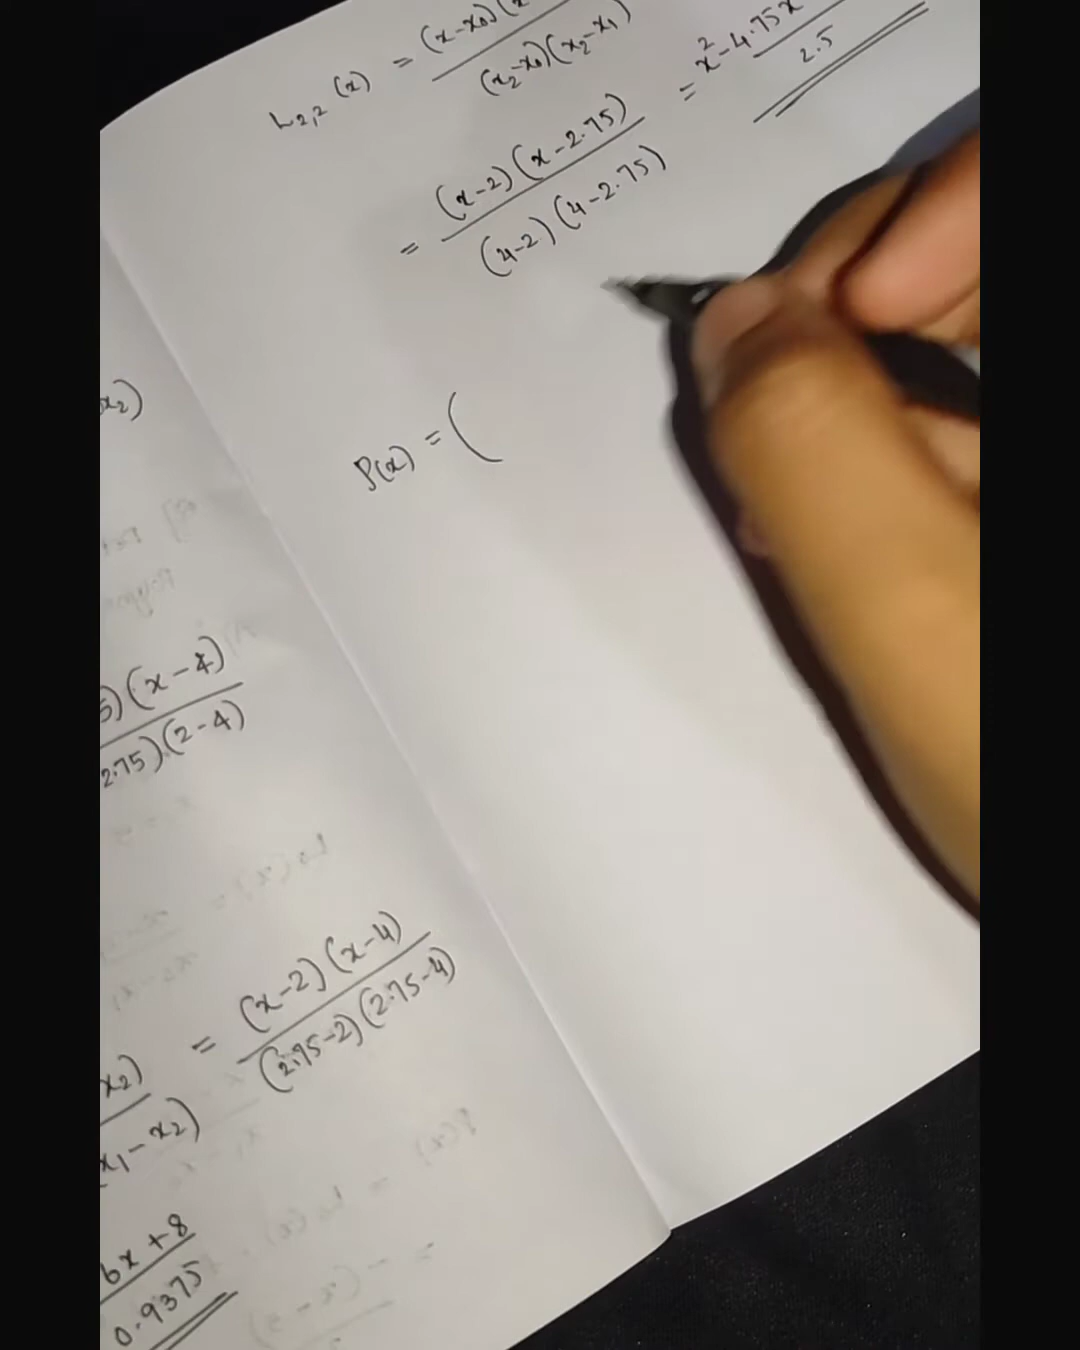 L₂,₂ (x) = (x-x₀)(x / (x₂-x₀)(x₂-x₁)
= (x-2)(x-2.75) / (4-2)(4-2.75) = x²-4.75x / 2.5
x₂)
P(x) = (
5)(x-4) / 2.75)(2-4)
x₂) / x₁-x₂) = (x-2)(x-4) / (2.75-2)(2.75-4)
6x+8 / 0.9375